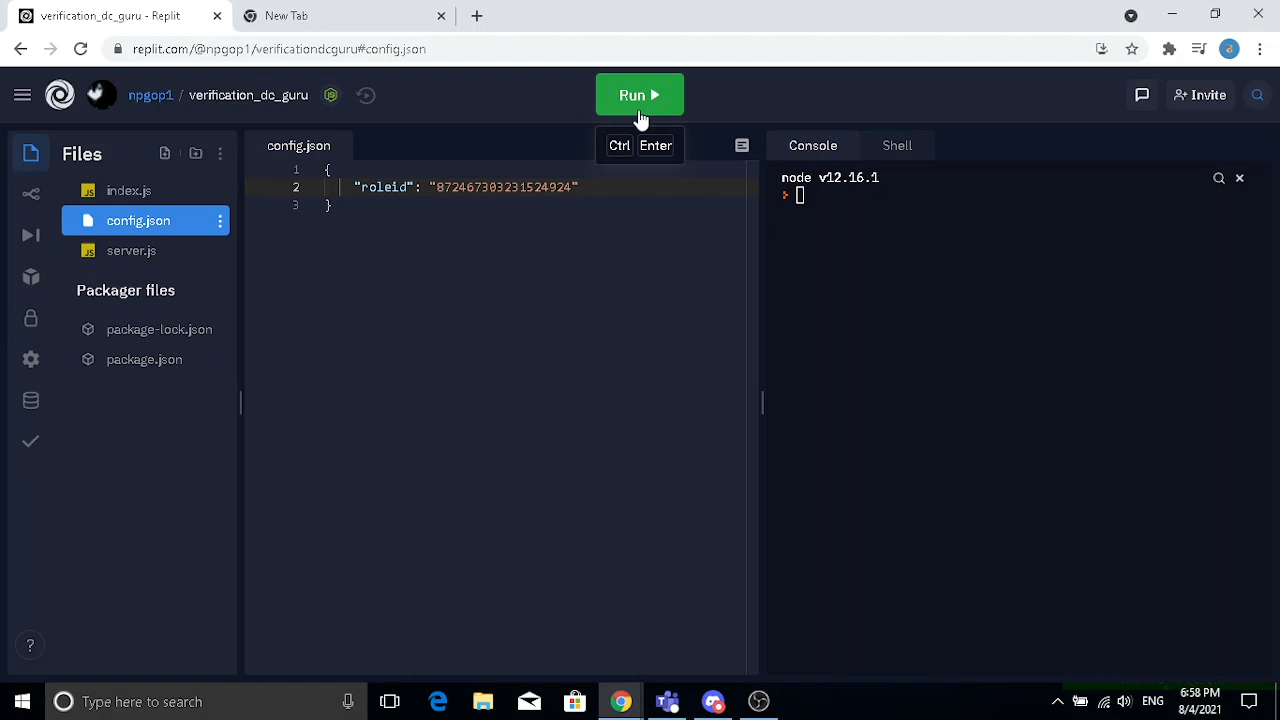 verification_dc_guru - Replit
New Tab
replit.com/@npgop1/verificationdcguru#config.json
npgop1 / verification_dc_guru
Run
Invite
Ctrl Enter
Files
index.js
config.json
server.js
Packager files
package-lock.json
package.json
config.json
1 {
2 "roleid": "872467303231524924"
3 }
Console
Shell
node v12.16.1
?
Type here to search
ENG
6:58 PM
8/4/2021